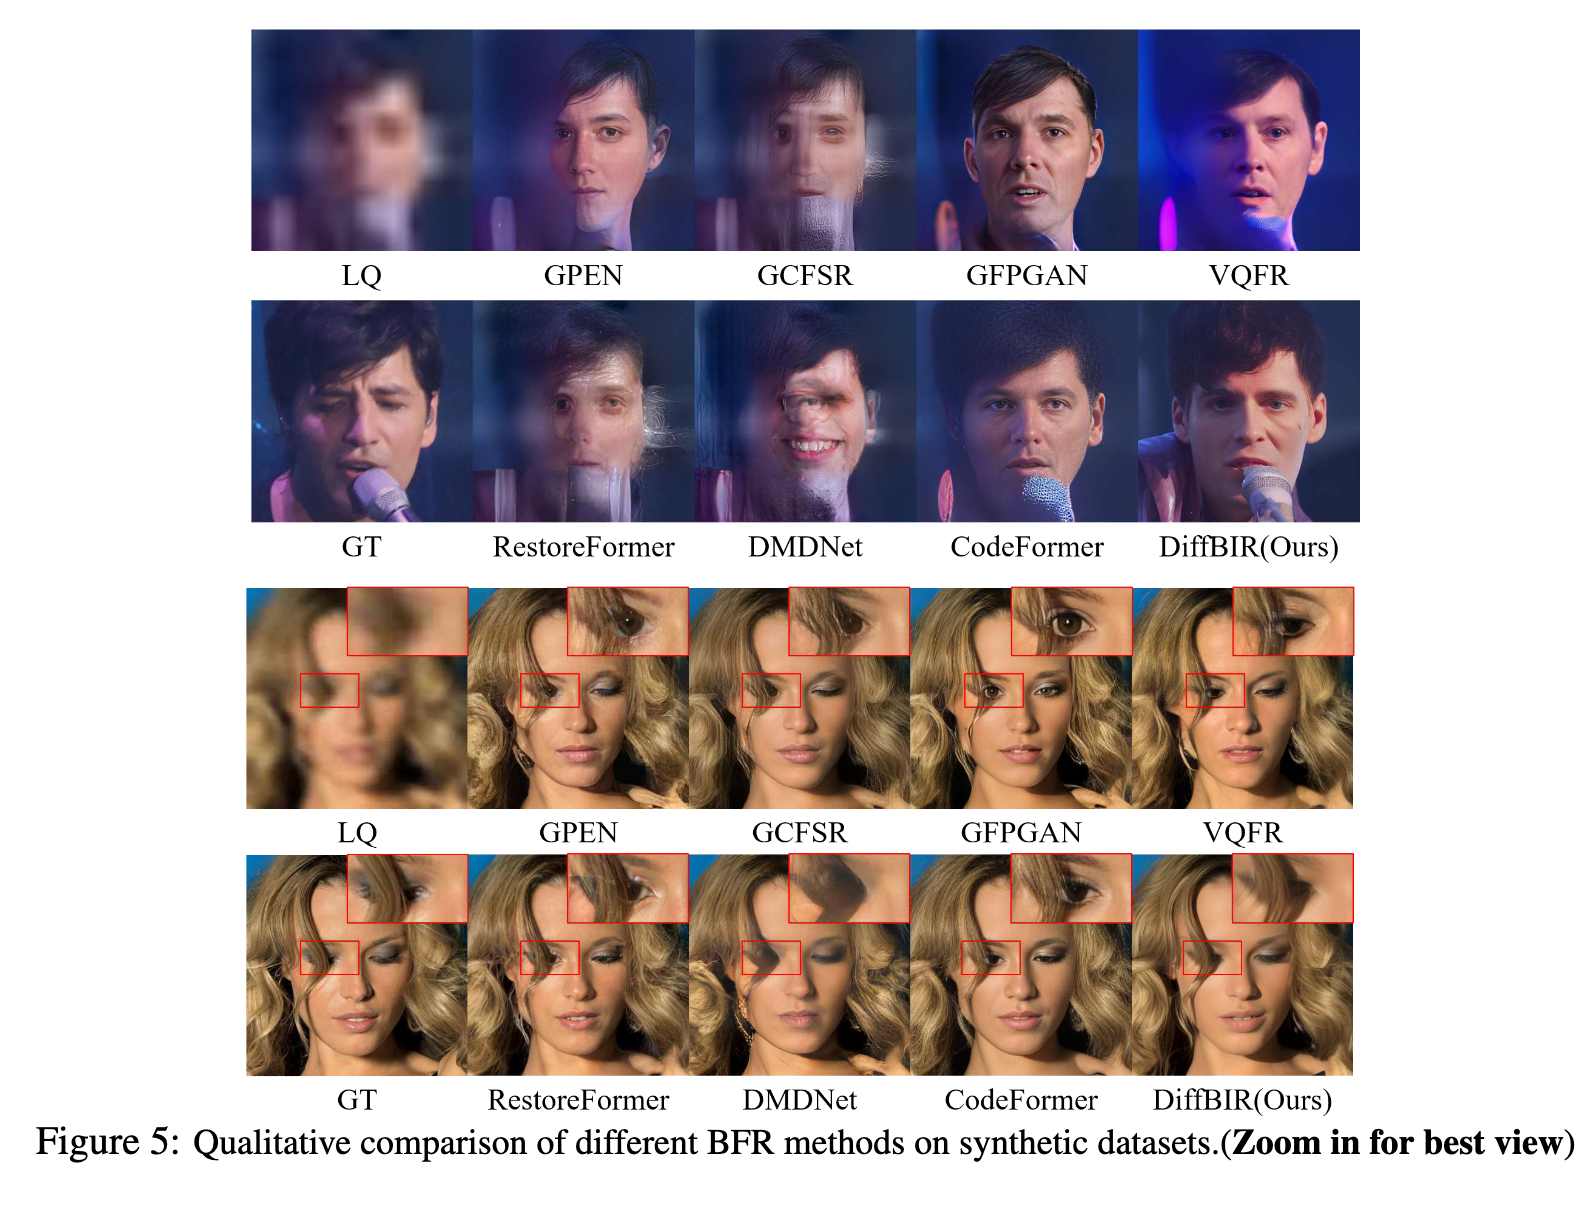 LQ GPEN GCFSR GFPGAN VQFR
GT RestoreFormer DMDNet CodeFormer DiffBIR(Ours)
LQ GPEN GCFSR GFPGAN VQFR
GT RestoreFormer DMDNet CodeFormer DiffBIR(Ours)
Figure 5: Qualitative comparison of different BFR methods on synthetic datasets.(Zoom in for best view)